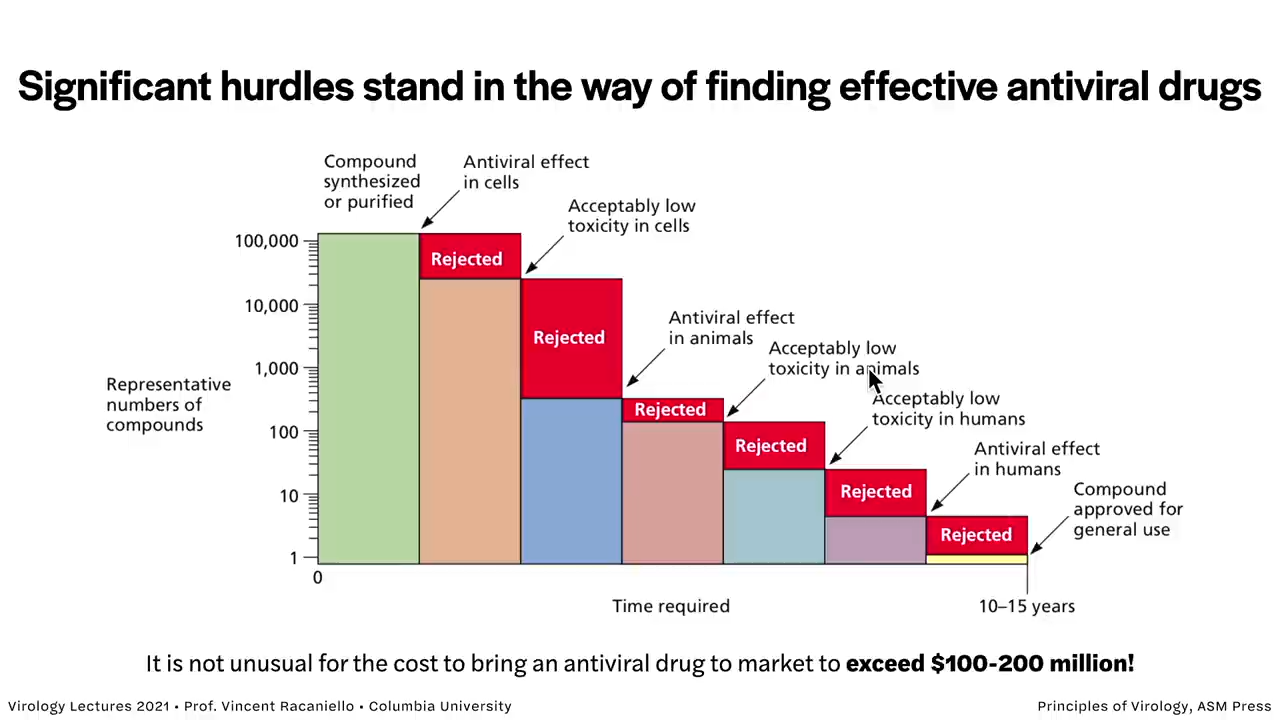 Significant hurdles stand in the way of finding effective antiviral drugs
Compound
synthesized
or purified
Antiviral effect
in cells
Acceptably low
toxicity in cells
Antiviral effect
in animals
Acceptably low
toxicity in animals
Acceptably low
toxicity in humans
Antiviral effect
in humans
Compound
approved for
general use
Representative
numbers of
compounds
100,000
10,000
1,000
100
10
1
Rejected
Rejected
Rejected
Rejected
Rejected
Rejected
0
Time required
10–15 years
It is not unusual for the cost to bring an antiviral drug to market to exceed $100-200 million!
Virology Lectures 2021 • Prof. Vincent Racaniello • Columbia University
Principles of Virology, ASM Press